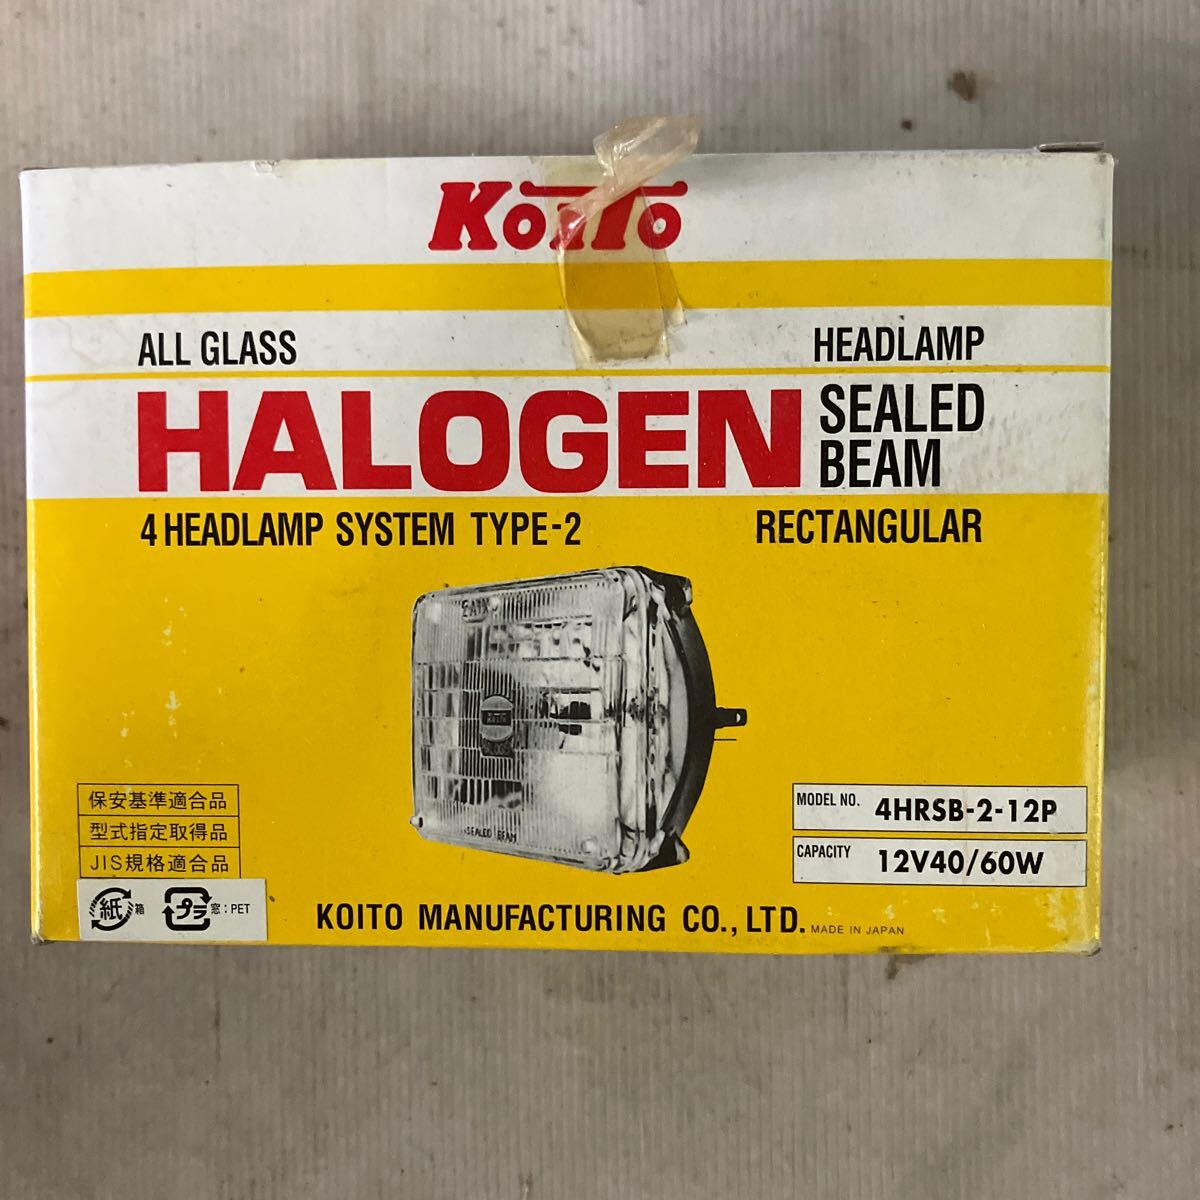 KOITO
ALL GLASS
HEADLAMP
HALOGEN
SEALED
BEAM
4 HEADLAMP SYSTEM TYPE-2
RECTANGULAR
KOITO
SEALED BEAM
保安基準適合品
型式指定取得品
JIS規格適合品
紙 箱 プラ 窓:PET
MODEL NO. 4HRSB-2-12P
CAPACITY 12V40/60W
KOITO MANUFACTURING CO., LTD. MADE IN JAPAN